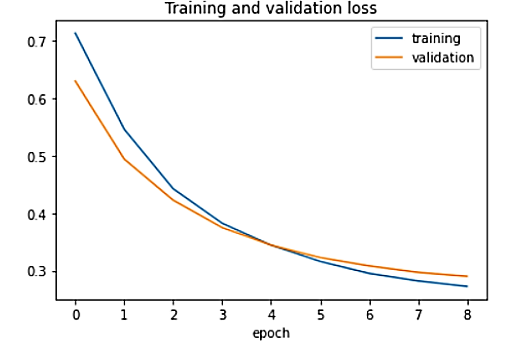 Training and validation loss
training
validation
0.7
0.6
0.5
0.4
0.3
0 1 2 3 4 5 6 7 8
epoch